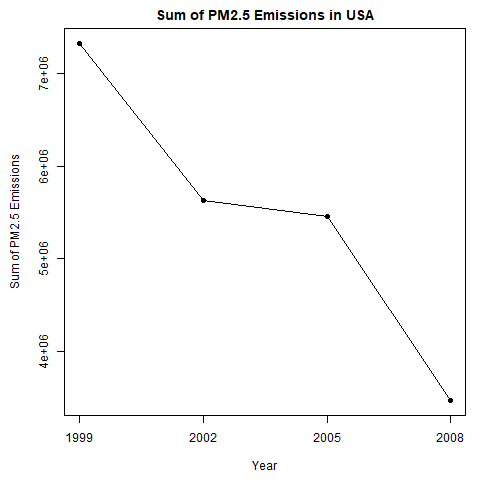 Sum of PM2.5 Emissions in USA
Sum of PM2.5 Emissions
7e+06
6e+06
5e+06
4e+06
1999 2002 2005 2008
Year